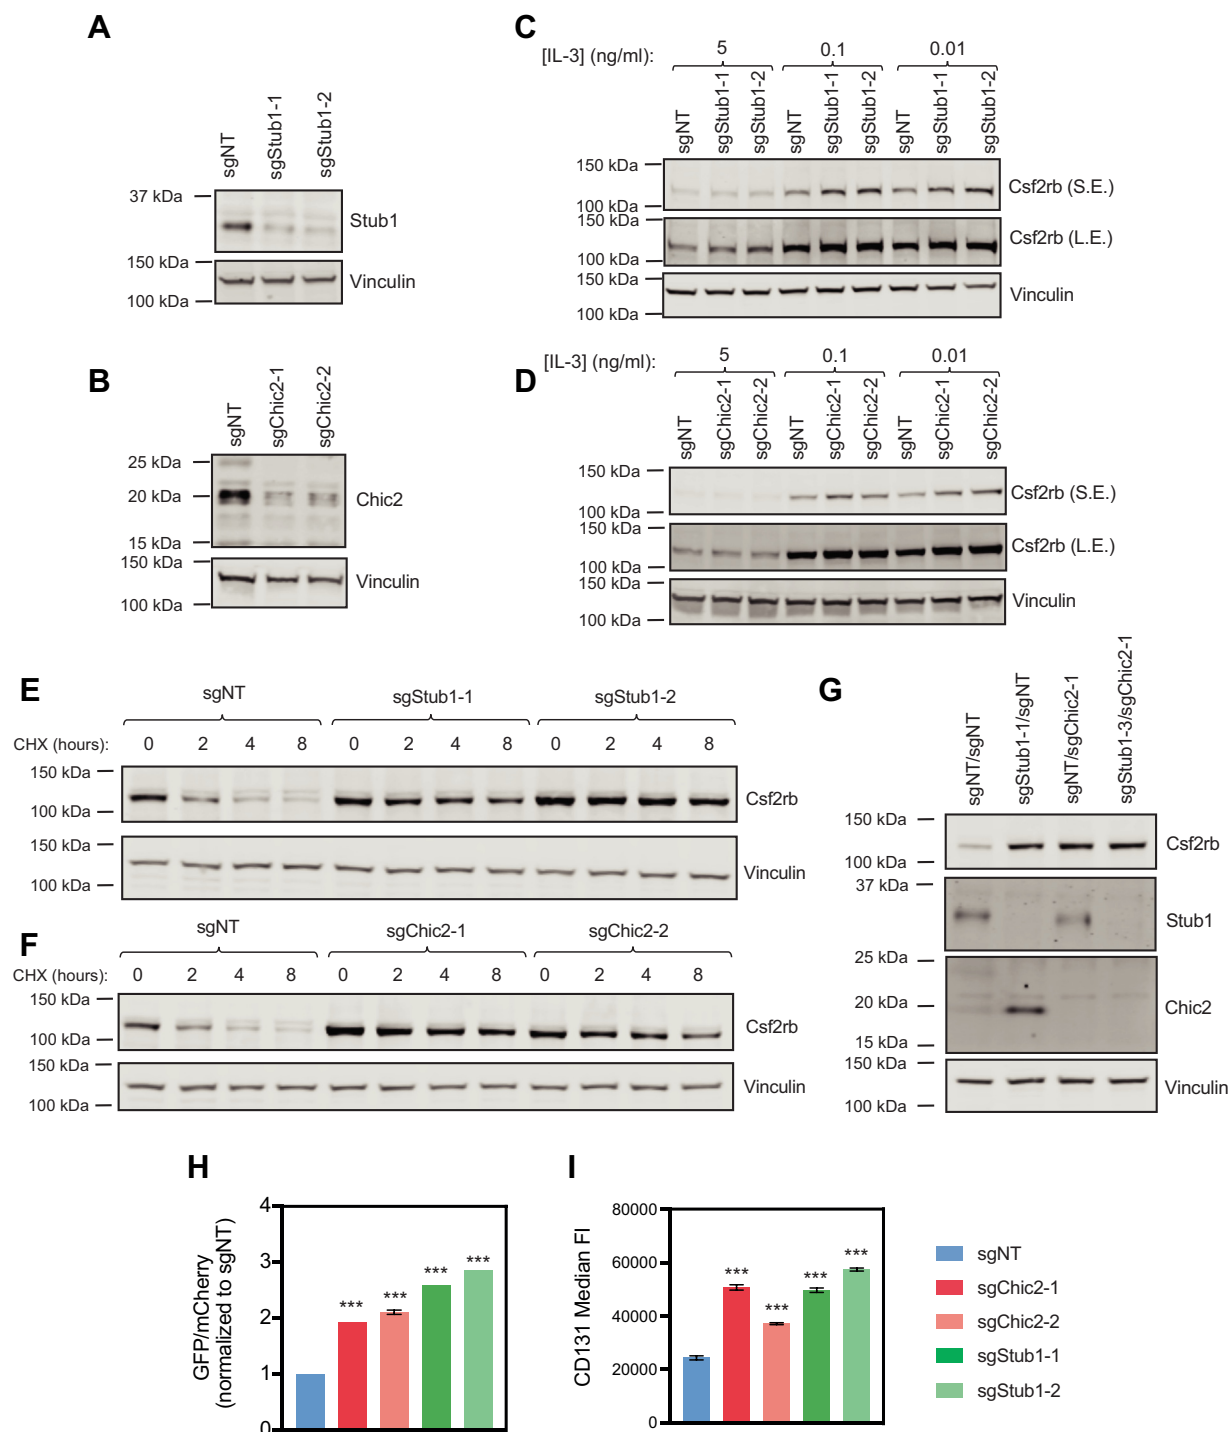 A
sgNT
sgStub1-1
sgStub1-2
37 kDa
Stub1
150 kDa
Vinculin
100 kDa
B
sgNT
sgChic2-1
sgChic2-2
25 kDa
20 kDa
Chic2
15 kDa
150 kDa
Vinculin
100 kDa
C
[IL-3] (ng/ml):
5
0.1
0.01
sgNT
sgStub1-1
sgStub1-2
sgNT
sgStub1-1
sgStub1-2
sgNT
sgStub1-1
sgStub1-2
150 kDa
Csf2rb (S.E.)
100 kDa
150 kDa
Csf2rb (L.E.)
100 kDa
150 kDa
Vinculin
100 kDa
D
[IL-3] (ng/ml):
5
0.1
0.01
sgNT
sgChic2-1
sgChic2-2
sgNT
sgChic2-1
sgChic2-2
sgNT
sgChic2-1
sgChic2-2
150 kDa
Csf2rb (S.E.)
100 kDa
150 kDa
Csf2rb (L.E.)
100 kDa
150 kDa
Vinculin
100 kDa
E
sgNT
sgStub1-1
sgStub1-2
CHX (hours): 0 2 4 8 0 2 4 8 0 2 4 8
150 kDa
Csf2rb
100 kDa
150 kDa
Vinculin
100 kDa
F
sgNT
sgChic2-1
sgChic2-2
CHX (hours): 0 2 4 8 0 2 4 8 0 2 4 8
150 kDa
Csf2rb
100 kDa
150 kDa
Vinculin
100 kDa
G
sgNT/sgNT
sgStub1-1/sgNT
sgNT/sgChic2-1
sgStub1-3/sgChic2-1
150 kDa
Csf2rb
100 kDa
37 kDa
Stub1
25 kDa
20 kDa
Chic2
15 kDa
150 kDa
Vinculin
100 kDa
H
GFP/mCherry
(normalized to sgNT)
4
3
2
1
0
***
***
***
***
I
CD131 Median FI
80000
60000
40000
20000
0
***
***
***
***
sgNT
sgChic2-1
sgChic2-2
sgStub1-1
sgStub1-2